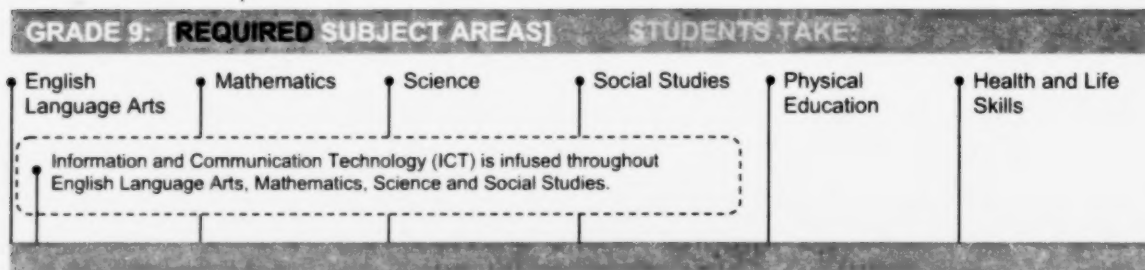 GRADE 9: [REQUIRED SUBJECT AREAS] STUDENTS TAKE:
English
Language Arts
Mathematics
Science
Social Studies
Physical
Education
Health and Life
Skills
Information and Communication Technology (ICT) is infused throughout
English Language Arts, Mathematics, Science and Social Studies.